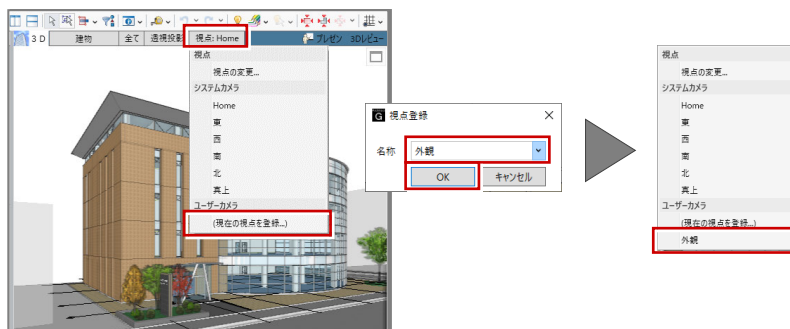 3 D 建物 全て 透視投影 視点: Home プレゼン 3Dビュー
視点
視点の変更...
システムカメラ
Home
東
西
南
北
真上
ユーザーカメラ
(現在の視点を登録...)
G 視点登録
名称 外観
OK キャンセル
視点
視点の変更...
システムカメラ
Home
東
西
南
北
真上
ユーザーカメラ
(現在の視点を登録...)
外観